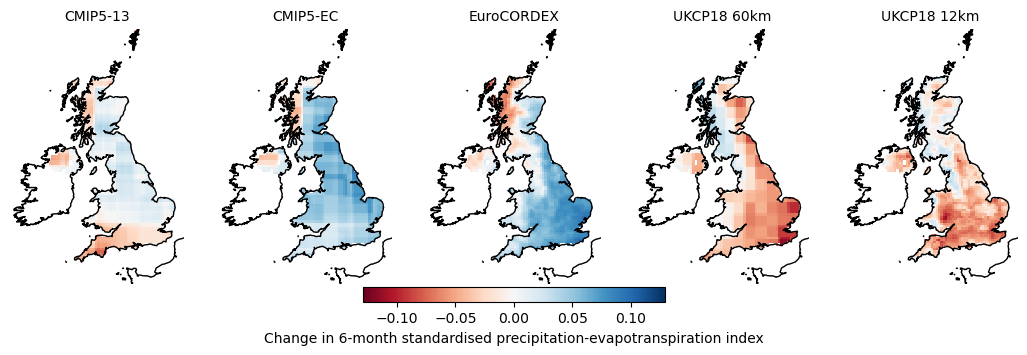 CMIP5-13 CMIP5-EC EuroCORDEX UKCP18 60km UKCP18 12km
−0.10 −0.05 0.00 0.05 0.10
Change in 6-month standardised precipitation-evapotranspiration index